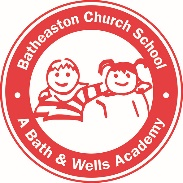 Batheaston Church School
A Bath & Wells Academy